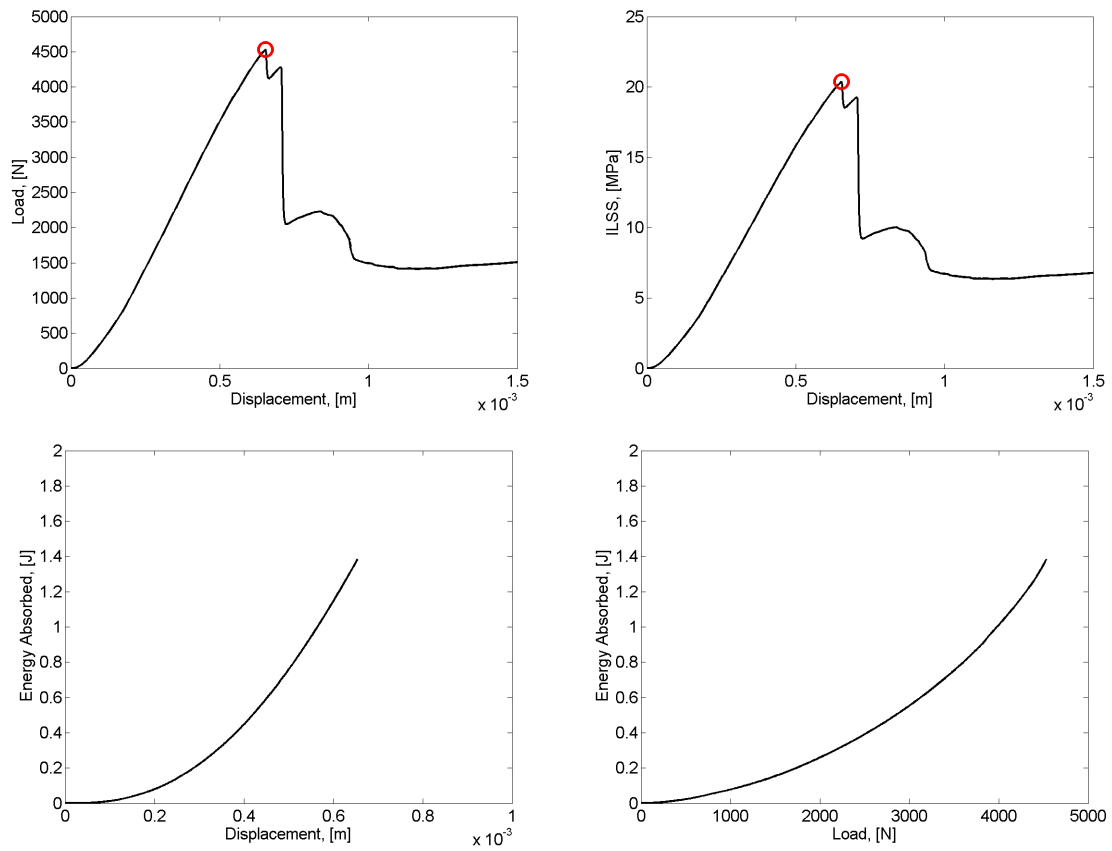 5000
4500
4000
3500
3000
2500
2000
1500
1000
500
0
Load, [N]
0 0.5 1 1.5
Displacement, [m]
x 10⁻³
25
20
15
10
5
0
ILSS, [MPa]
0 0.5 1 1.5
Displacement, [m]
x 10⁻³
2
1.8
1.6
1.4
1.2
1
0.8
0.6
0.4
0.2
0
Energy Absorbed, [J]
0 0.2 0.4 0.6 0.8 1
Displacement, [m]
x 10⁻³
2
1.8
1.6
1.4
1.2
1
0.8
0.6
0.4
0.2
0
Energy Absorbed, [J]
0 1000 2000 3000 4000 5000
Load, [N]